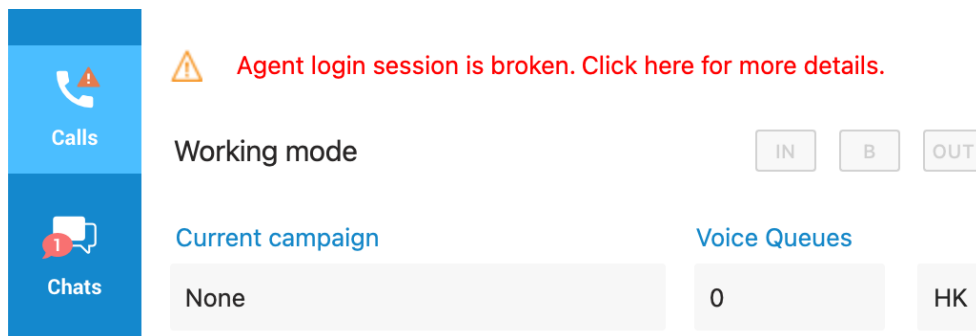 Agent login session is broken. Click here for more details.
Calls
Working mode
IN
B
OUT
1
Chats
Current campaign
Voice Queues
None
0
HK